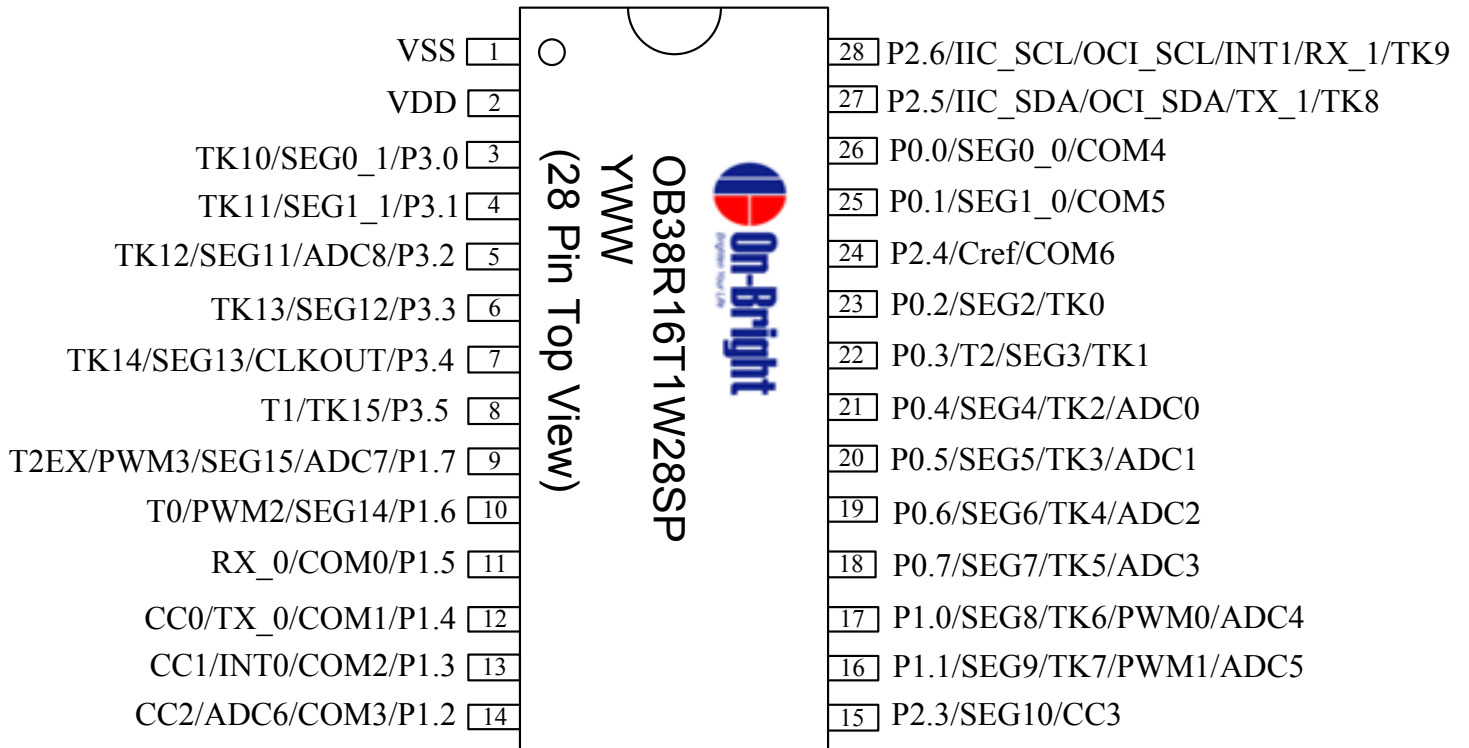 VSS 1
VDD 2
TK10/SEG0_1/P3.0 3
TK11/SEG1_1/P3.1 4
TK12/SEG11/ADC8/P3.2 5
TK13/SEG12/P3.3 6
TK14/SEG13/CLKOUT/P3.4 7
T1/TK15/P3.5 8
T2EX/PWM3/SEG15/ADC7/P1.7 9
T0/PWM2/SEG14/P1.6 10
RX_0/COM0/P1.5 11
CC0/TX_0/COM1/P1.4 12
CC1/INT0/COM2/P1.3 13
CC2/ADC6/COM3/P1.2 14
On-Bright
Brighten Your Life
OB38R16T1W28SP
YWW
(28 Pin Top View)
28 P2.6/IIC_SCL/OCI_SCL/INT1/RX_1/TK9
27 P2.5/IIC_SDA/OCI_SDA/TX_1/TK8
26 P0.0/SEG0_0/COM4
25 P0.1/SEG1_0/COM5
24 P2.4/Cref/COM6
23 P0.2/SEG2/TK0
22 P0.3/T2/SEG3/TK1
21 P0.4/SEG4/TK2/ADC0
20 P0.5/SEG5/TK3/ADC1
19 P0.6/SEG6/TK4/ADC2
18 P0.7/SEG7/TK5/ADC3
17 P1.0/SEG8/TK6/PWM0/ADC4
16 P1.1/SEG9/TK7/PWM1/ADC5
15 P2.3/SEG10/CC3